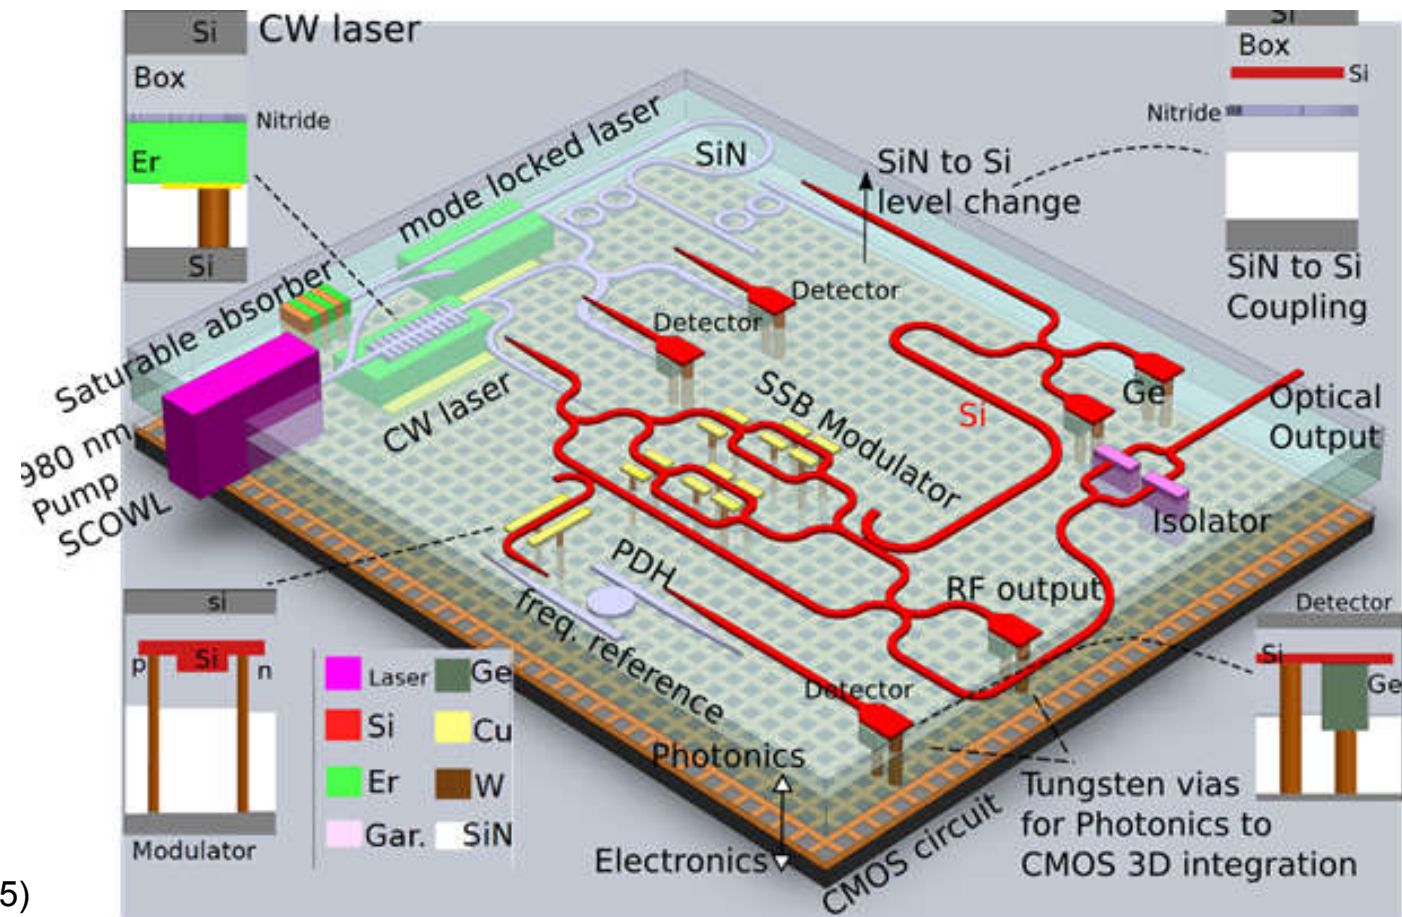 Si
CW laser
Box
Nitride
Er
Si
mode locked laser
SiN
SiN to Si
level change
Si
Box
Si
Nitride
SiN to Si
Coupling
Saturable absorber
Detector
Detector
980 nm
Pump
SCOWL
CW laser
SSB Modulator
Si
Ge
Optical
Output
Isolator
PDH
freq. reference
RF output
Detector
Detector
Si
Ge
si
p
Si
n
Modulator
Laser
Ge
Si
Cu
Er
W
Gar.
SiN
Photonics
Electronics
CMOS circuit
Tungsten vias
for Photonics to
CMOS 3D integration
5)